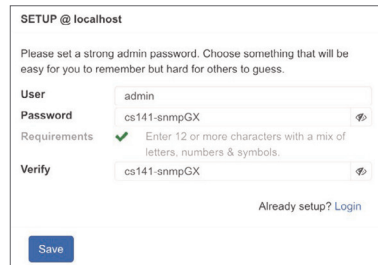 SETUP @ localhost
Please set a strong admin password. Choose something that will be
easy for you to remember but hard for others to guess.
User admin
Password cs141-snmpGX
Requirements Enter 12 or more characters with a mix of
letters, numbers & symbols.
Verify cs141-snmpGX
Already setup? Login
Save